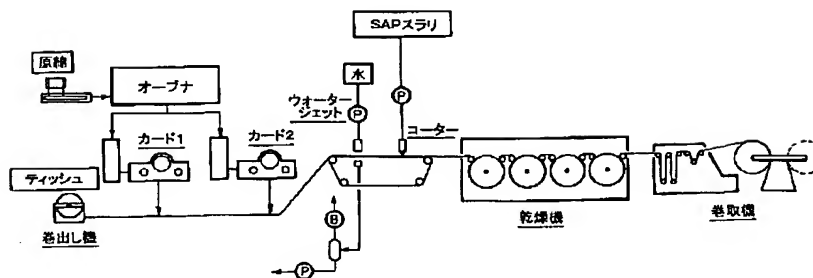 SAPスラリ
原綿
オープナ
水
P
ウォーター
ジェット
P
コーター
カード1
カード2
ティッシュ
巻出し機
B
P
乾燥機
巻取機